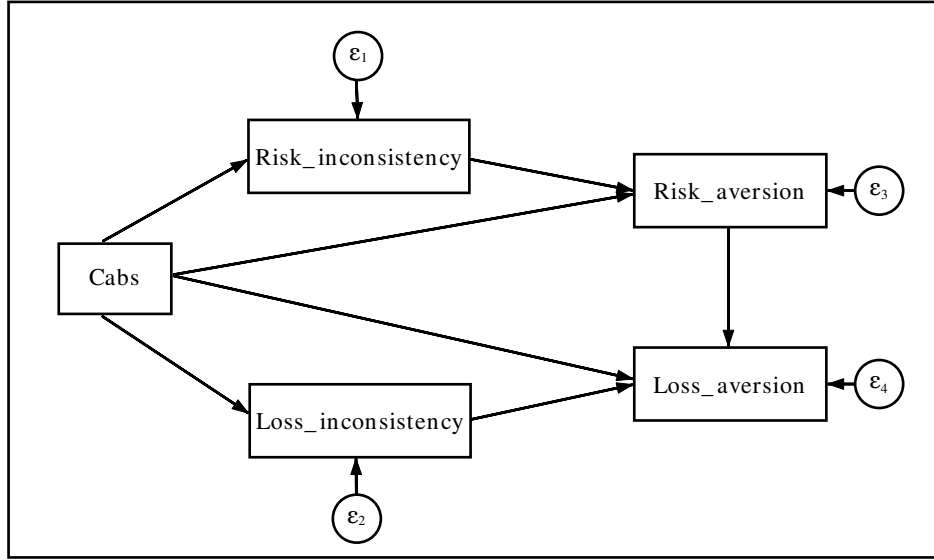 ε1
Risk_inconsistency
Risk_aversion
ε3
Cabs
Loss_aversion
ε4
Loss_inconsistency
ε2